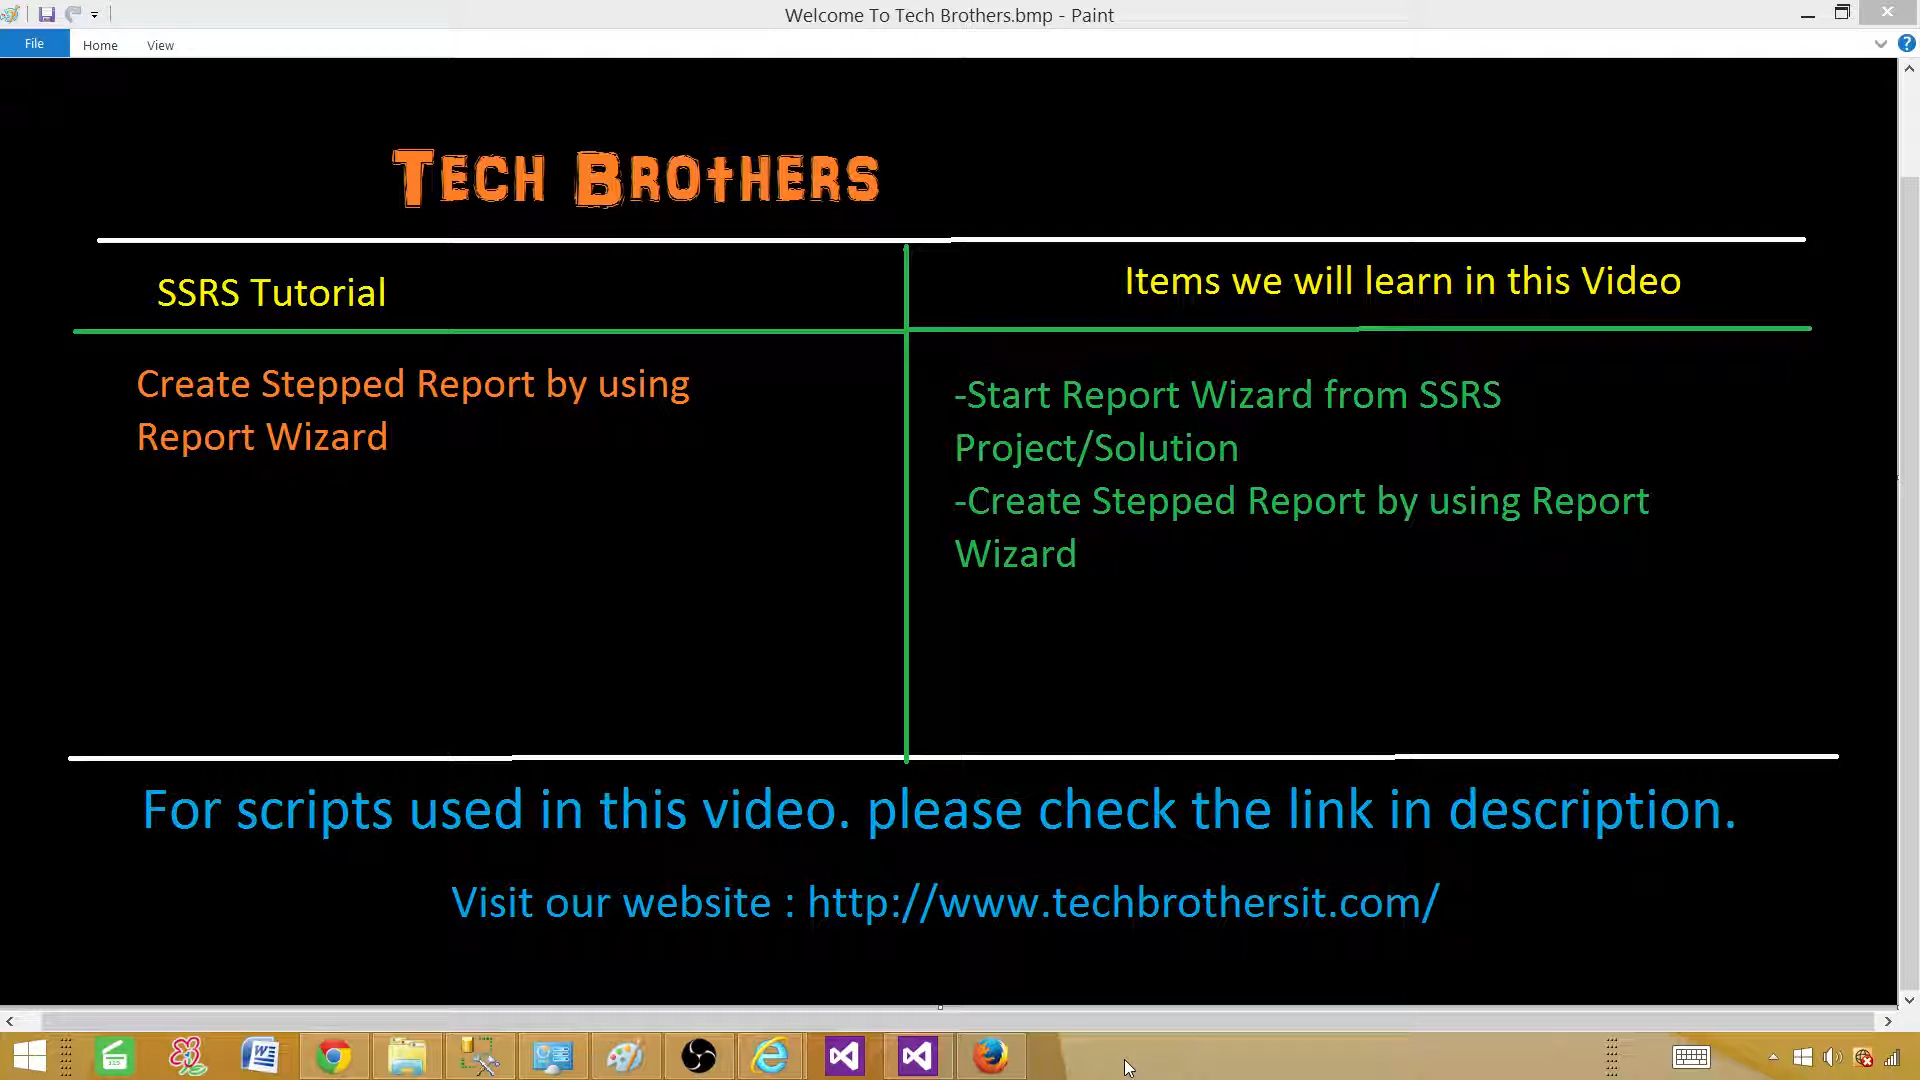 Welcome To Tech Brothers.bmp - Paint
File
Home
View
Tech Brothers
SSRS Tutorial
Items we will learn in this Video
Create Stepped Report by using
Report Wizard
-Start Report Wizard from SSRS
Project/Solution
-Create Stepped Report by using Report
Wizard
For scripts used in this video. please check the link in description.
Visit our website : http://www.techbrothersit.com/